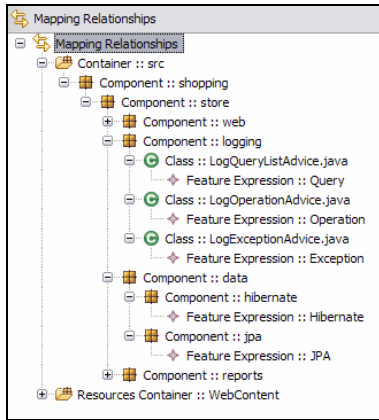 Mapping Relationships
Mapping Relationships
Container :: src
Component :: shopping
Component :: store
Component :: web
Component :: logging
Class :: LogQueryListAdvice.java
Feature Expression :: Query
Class :: LogOperationAdvice.java
Feature Expression :: Operation
Class :: LogExceptionAdvice.java
Feature Expression :: Exception
Component :: data
Component :: hibernate
Feature Expression :: Hibernate
Component :: jpa
Feature Expression :: JPA
Component :: reports
Resources Container :: WebContent